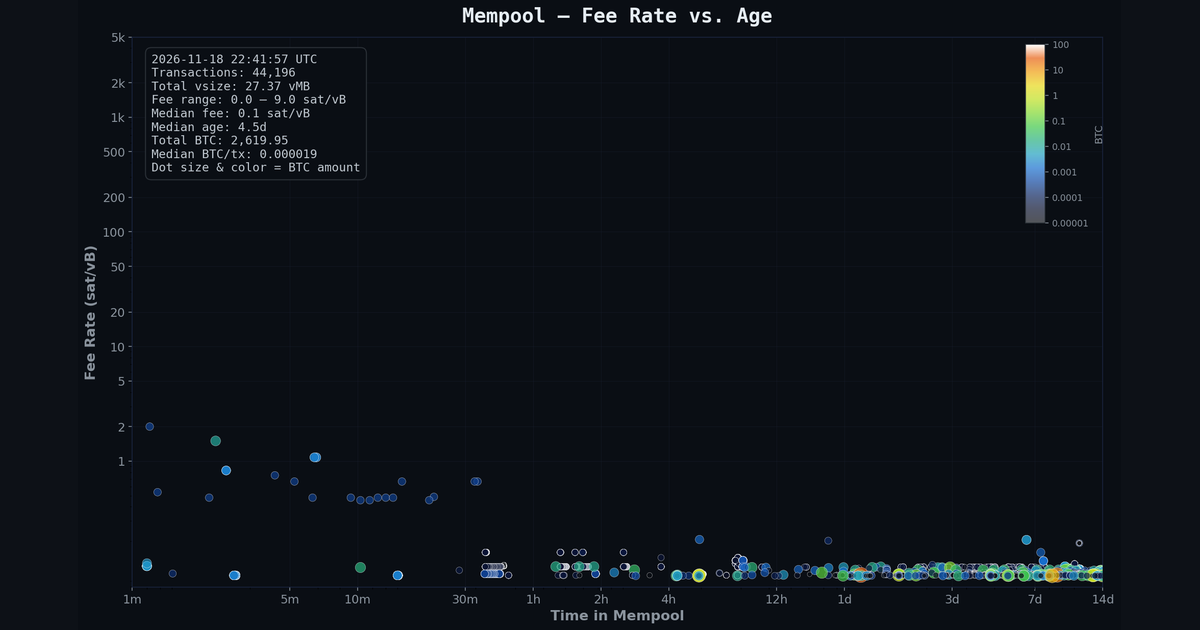 Mempool — Fee Rate vs. Age
2026-11-18 22:41:57 UTC
Transactions: 44,196
Total vsize: 27.37 vMB
Fee range: 0.0 – 9.0 sat/vB
Median fee: 0.1 sat/vB
Median age: 4.5d
Total BTC: 2,619.95
Median BTC/tx: 0.000019
Dot size & color = BTC amount
100
10
1
0.1
0.01
0.001
0.0001
0.00001
BTC
Fee Rate (sat/vB)
5k
2k
1k
500
200
100
50
20
10
5
2
1
1m
5m
10m
30m
1h
2h
4h
12h
1d
3d
7d
14d
Time in Mempool